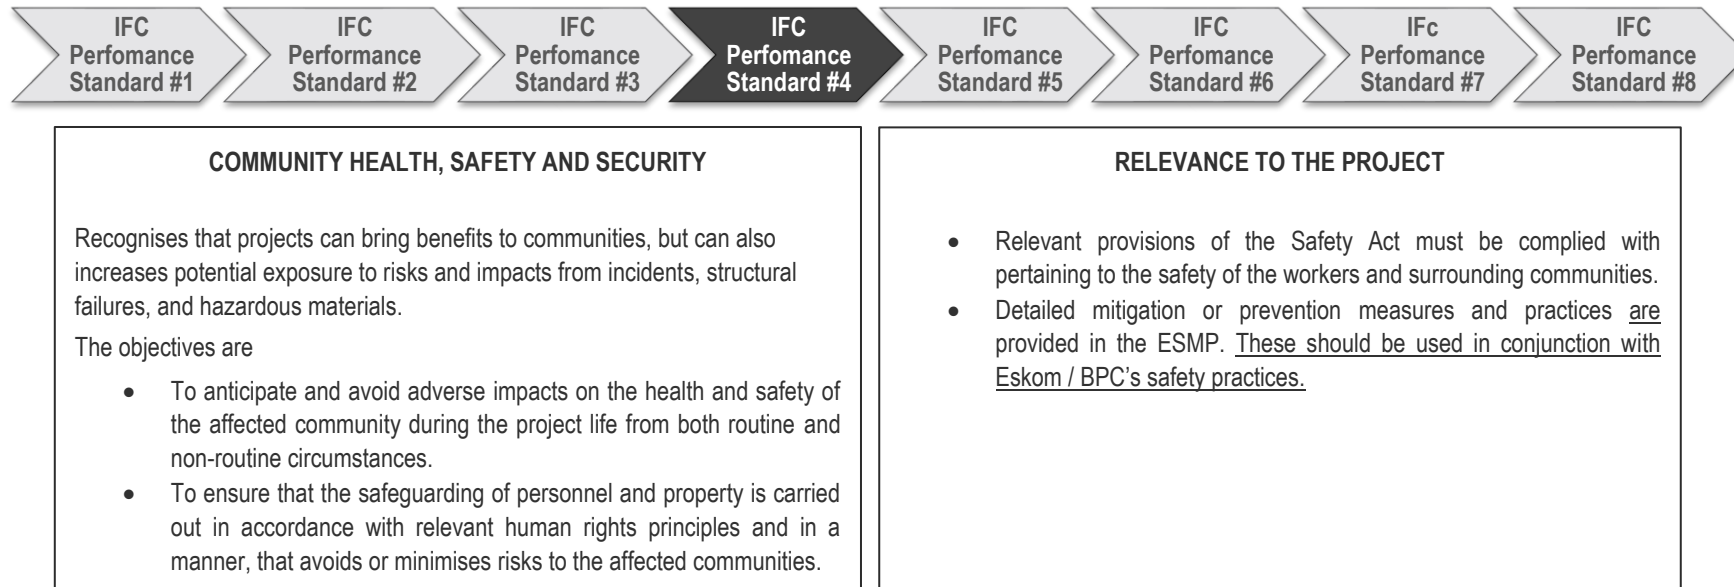 IFC
Perfomance
Standard #1
IFC
Performance
Standard #2
IFC
Perfomance
Standard #3
IFC
Perfomance
Standard #4
IFC
Perfomance
Standard #5
IFC
Perfomance
Standard #6
IFc
Perfomance
Standard #7
IFC
Perfomance
Standard #8
COMMUNITY HEALTH, SAFETY AND SECURITY
Recognises that projects can bring benefits to communities, but can also
increases potential exposure to risks and impacts from incidents, structural
failures, and hazardous materials.
The objectives are
• To anticipate and avoid adverse impacts on the health and safety of
the affected community during the project life from both routine and
non-routine circumstances.
• To ensure that the safeguarding of personnel and property is carried
out in accordance with relevant human rights principles and in a
manner, that avoids or minimises risks to the affected communities.
RELEVANCE TO THE PROJECT
• Relevant provisions of the Safety Act must be complied with
pertaining to the safety of the workers and surrounding communities.
• Detailed mitigation or prevention measures and practices are
provided in the ESMP. These should be used in conjunction with
Eskom / BPC’s safety practices.